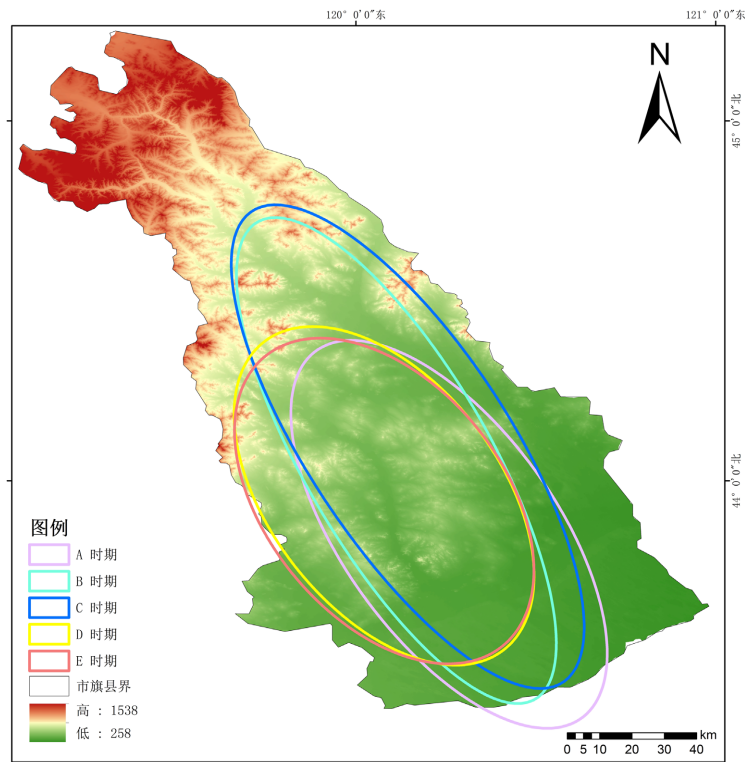 120° 0′0″东
121° 0′0″东
N
45° 0′0″北
44° 0′0″北
图例
A 时期
B 时期
C 时期
D 时期
E 时期
市旗县界
高 : 1538
低 : 258
km
0 5 10 20 30 40